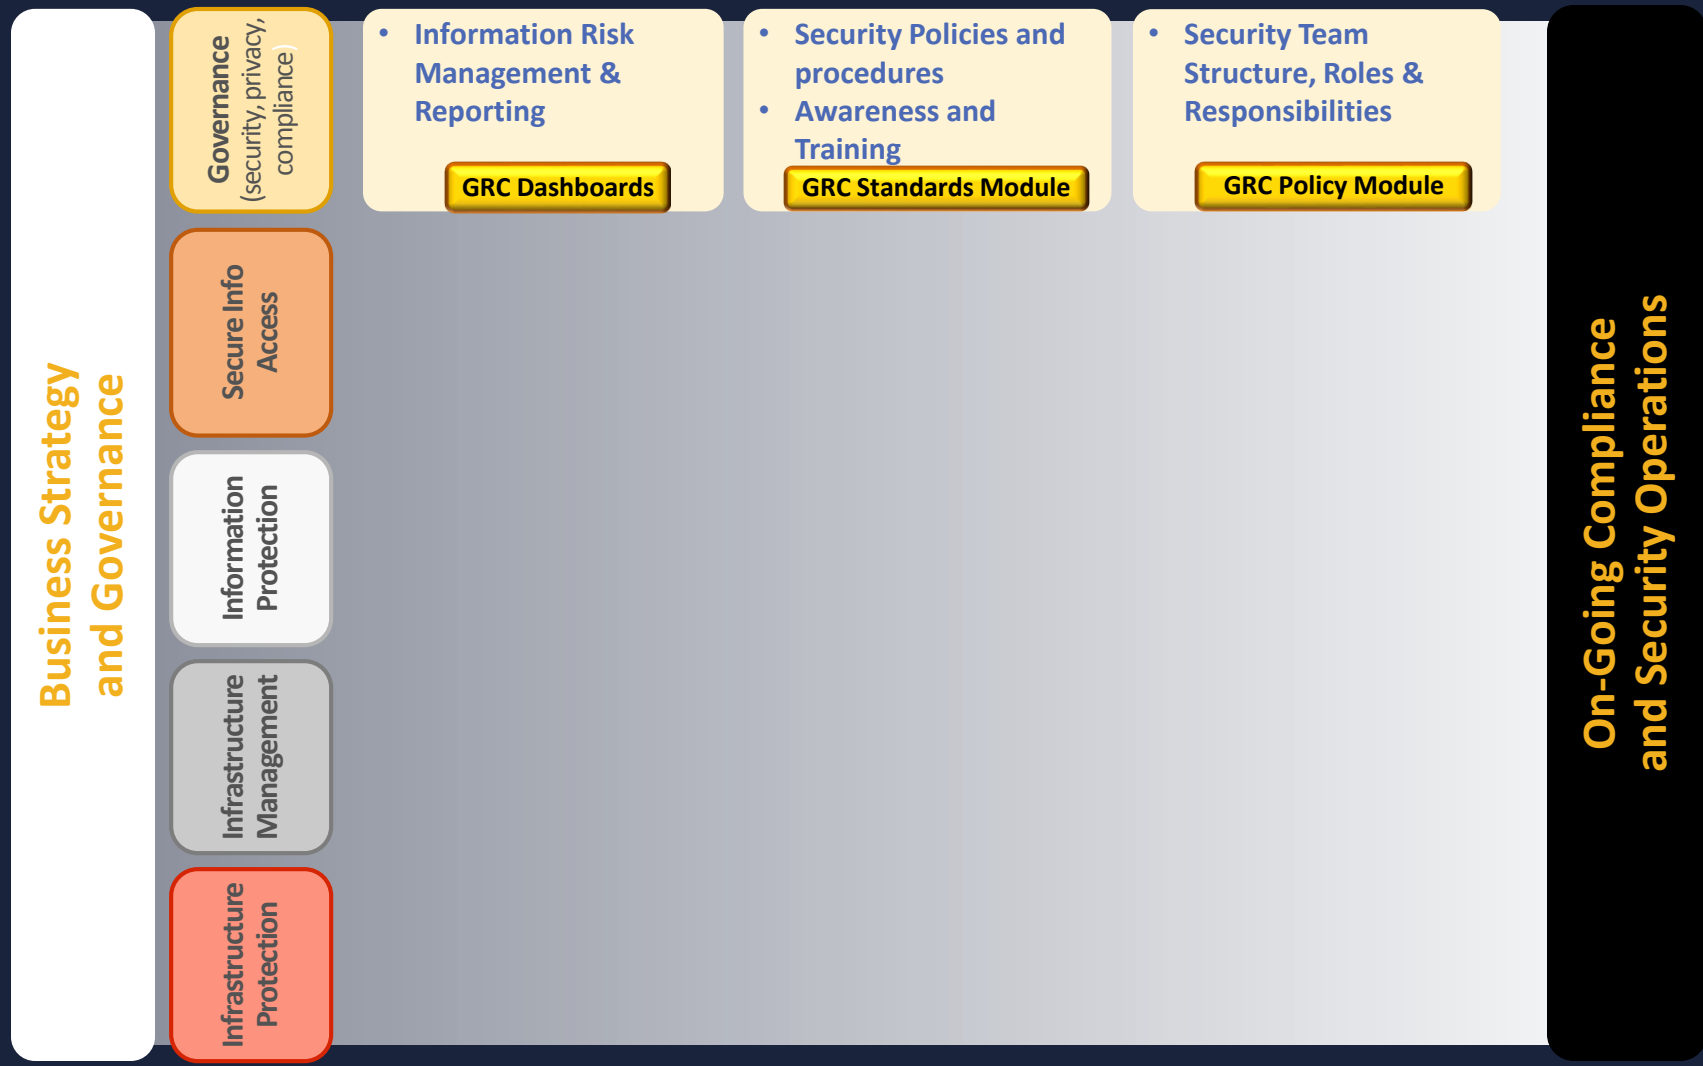 Business Strategy
and Governance
Governance
(security, privacy,
compliance)
• Information Risk
Management &
Reporting
GRC Dashboards
• Security Policies and
procedures
• Awareness and
Training
GRC Standards Module
• Security Team
Structure, Roles &
Responsibilities
GRC Policy Module
Secure Info
Access
Information
Protection
Infrastructure
Management
Infrastructure
Protection
On-Going Compliance
and Security Operations